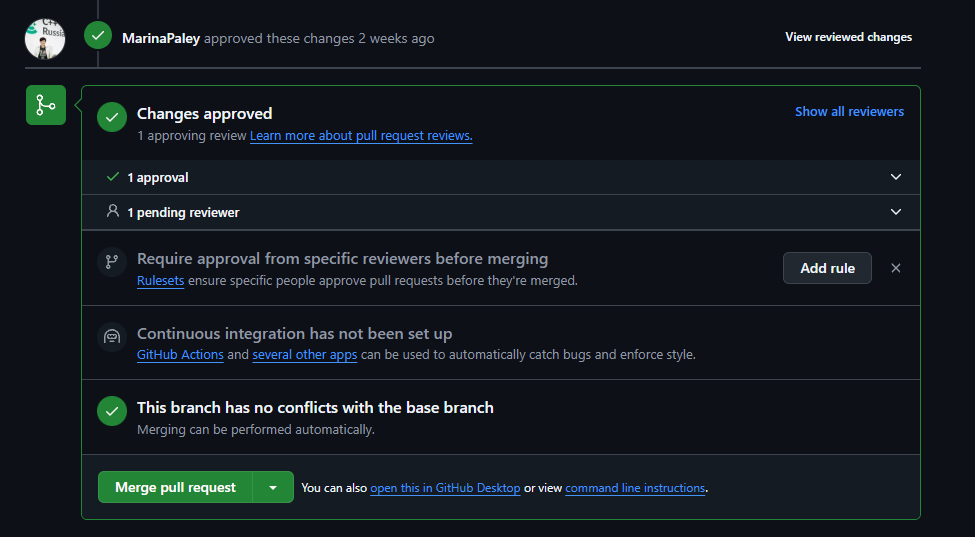 C++
Russia
MarinaPaley approved these changes 2 weeks ago
View reviewed changes
Changes approved
Show all reviewers
1 approving review Learn more about pull request reviews.
1 approval
1 pending reviewer
Require approval from specific reviewers before merging
Rulesets ensure specific people approve pull requests before they're merged.
Add rule
Continuous integration has not been set up
GitHub Actions and several other apps can be used to automatically catch bugs and enforce style.
This branch has no conflicts with the base branch
Merging can be performed automatically.
Merge pull request
You can also open this in GitHub Desktop or view command line instructions.